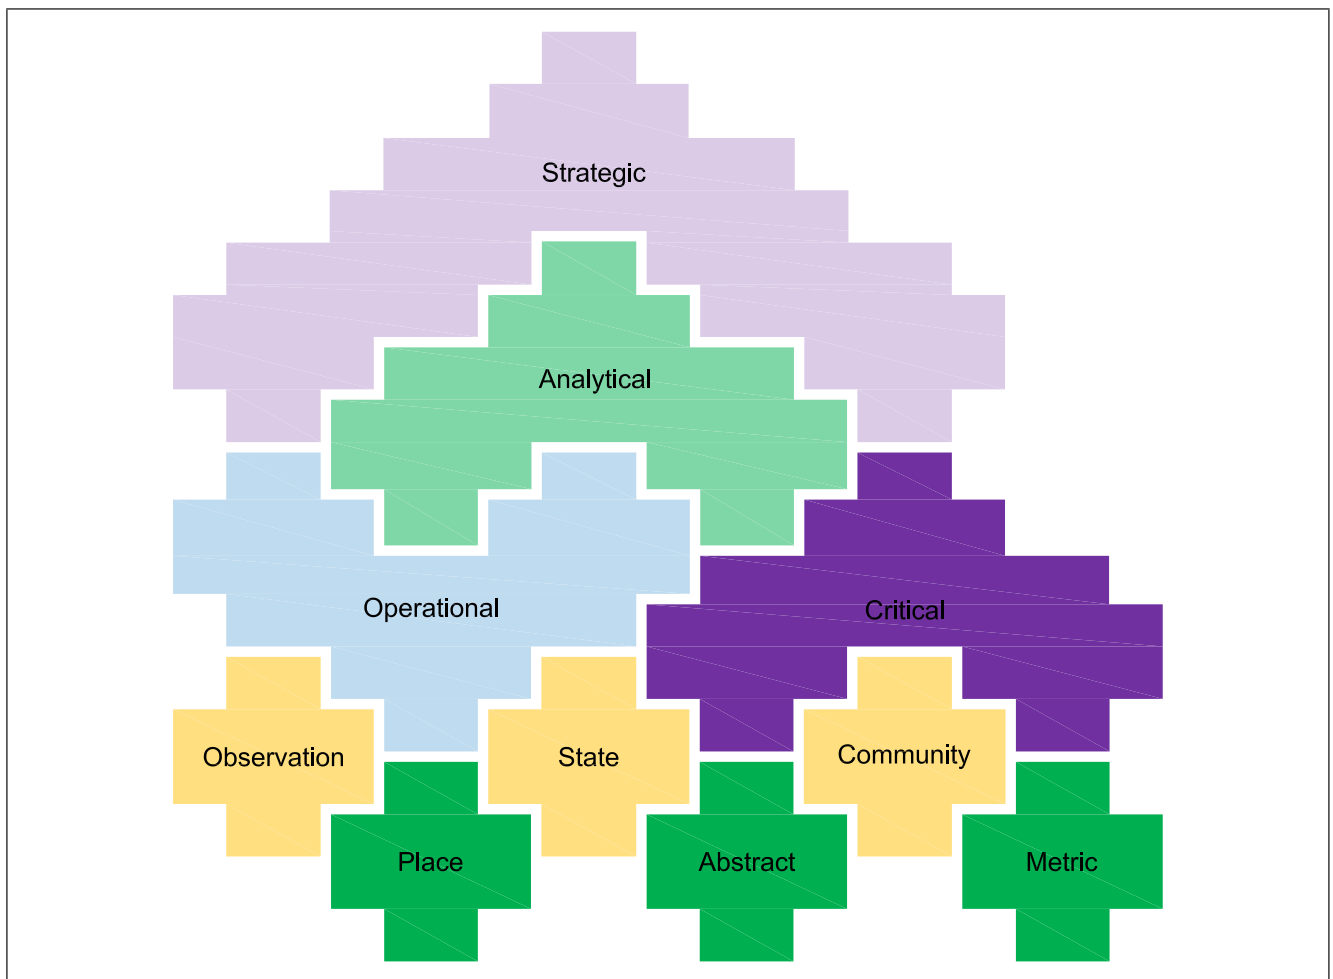 Strategic
Analytical
Operational
Critical
Observation
State
Community
Place
Abstract
Metric